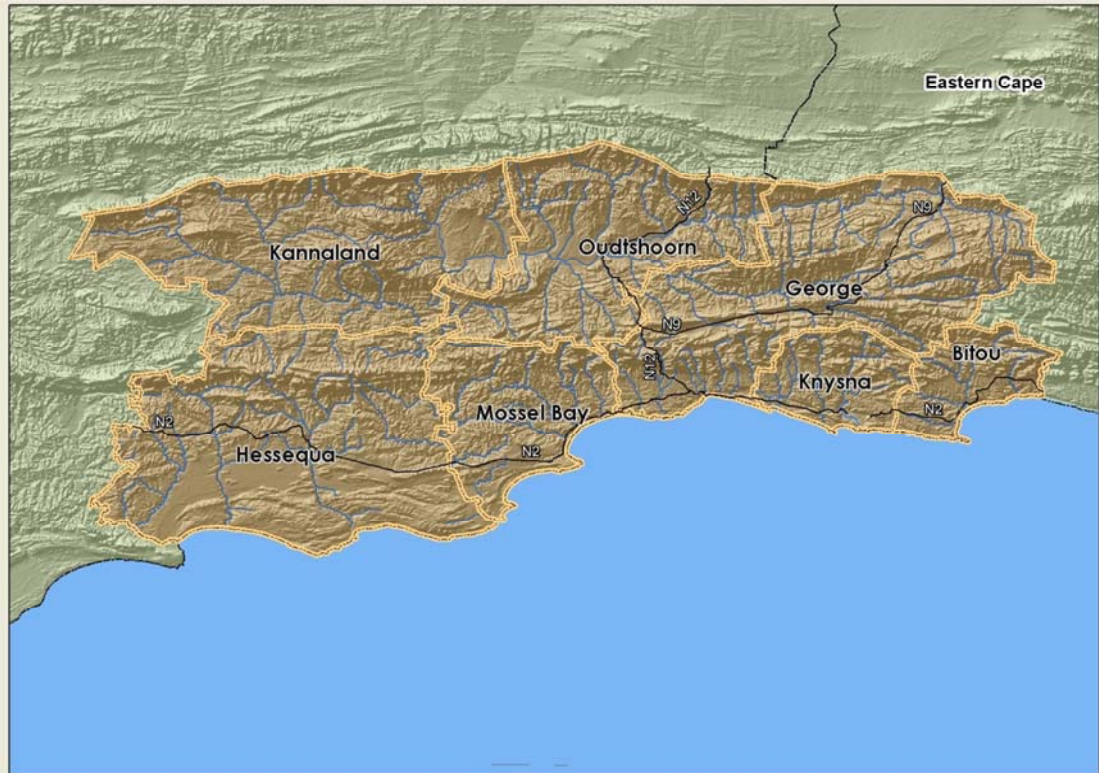 Eastern Cape
N9
N12
Oudtshoorn
Kannaland
George
N9
Bitou
N12
Knysna
Mossel Bay
N2
N2
Hessequa
N2